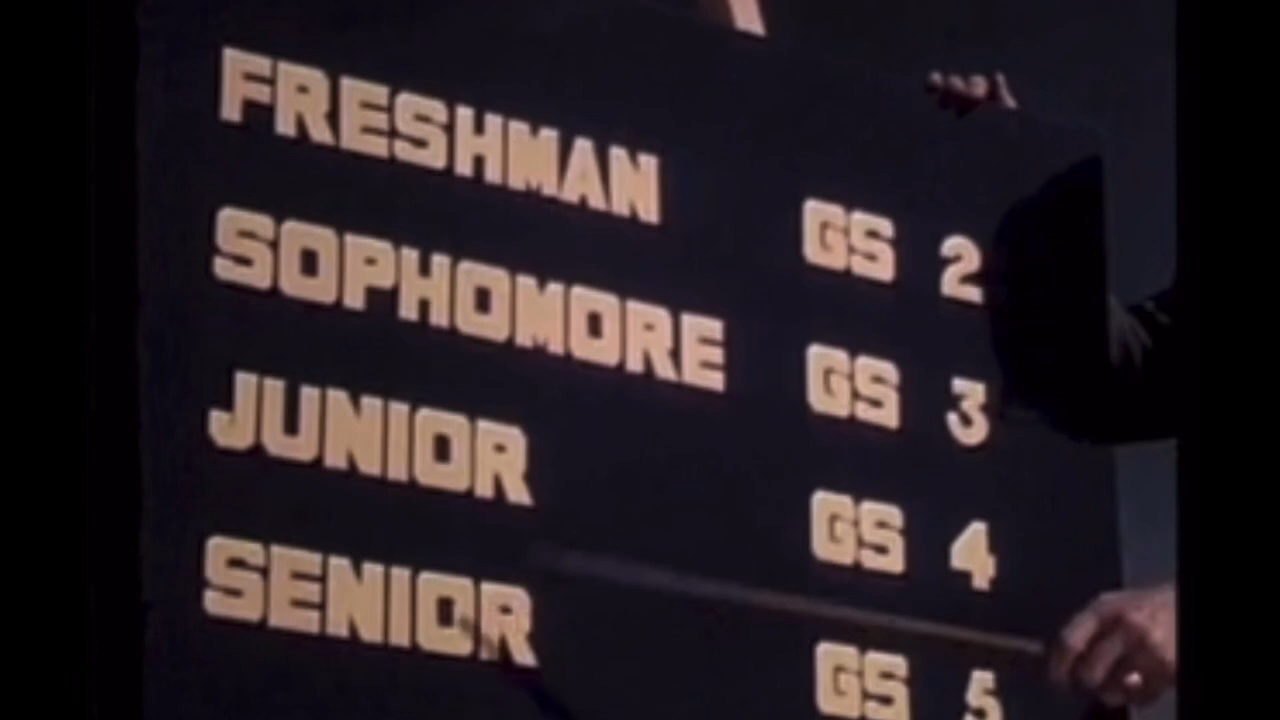 FRESHMAN GS 2
SOPHOMORE GS 3
JUNIOR GS 4
SENIOR GS 5